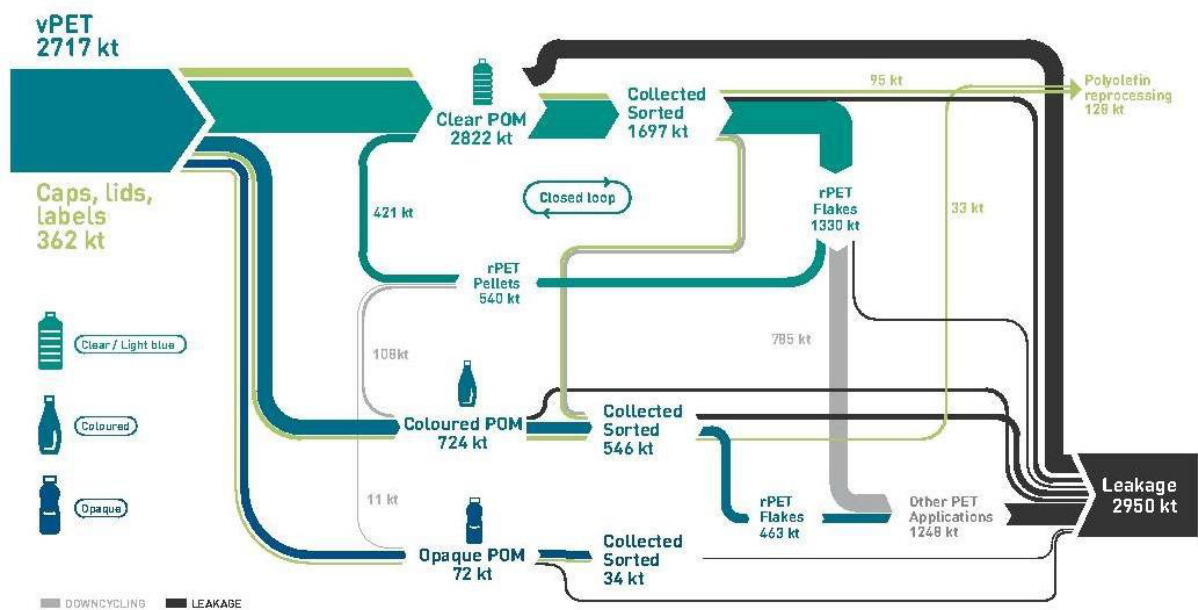 vPET
2717 kt
Caps, lids,
labels
362 kt
Clear / Light blue
Coloured
Opaque
DOWNCYCLING
LEAKAGE
Clear POM
2822 kt
Collected
Sorted
1697 kt
95 kt
Polyolefin
reprocessing
128 kt
421 kt
Closed loop
rPET
Flakes
1330 kt
33 kt
rPET
Pellets
540 kt
108kt
785 kt
Coloured POM
724 kt
Collected
Sorted
546 kt
11 kt
rPET
Flakes
463 kt
Other PET
Applications
1248 kt
Leakage
2950 kt
Opaque POM
72 kt
Collected
Sorted
34 kt